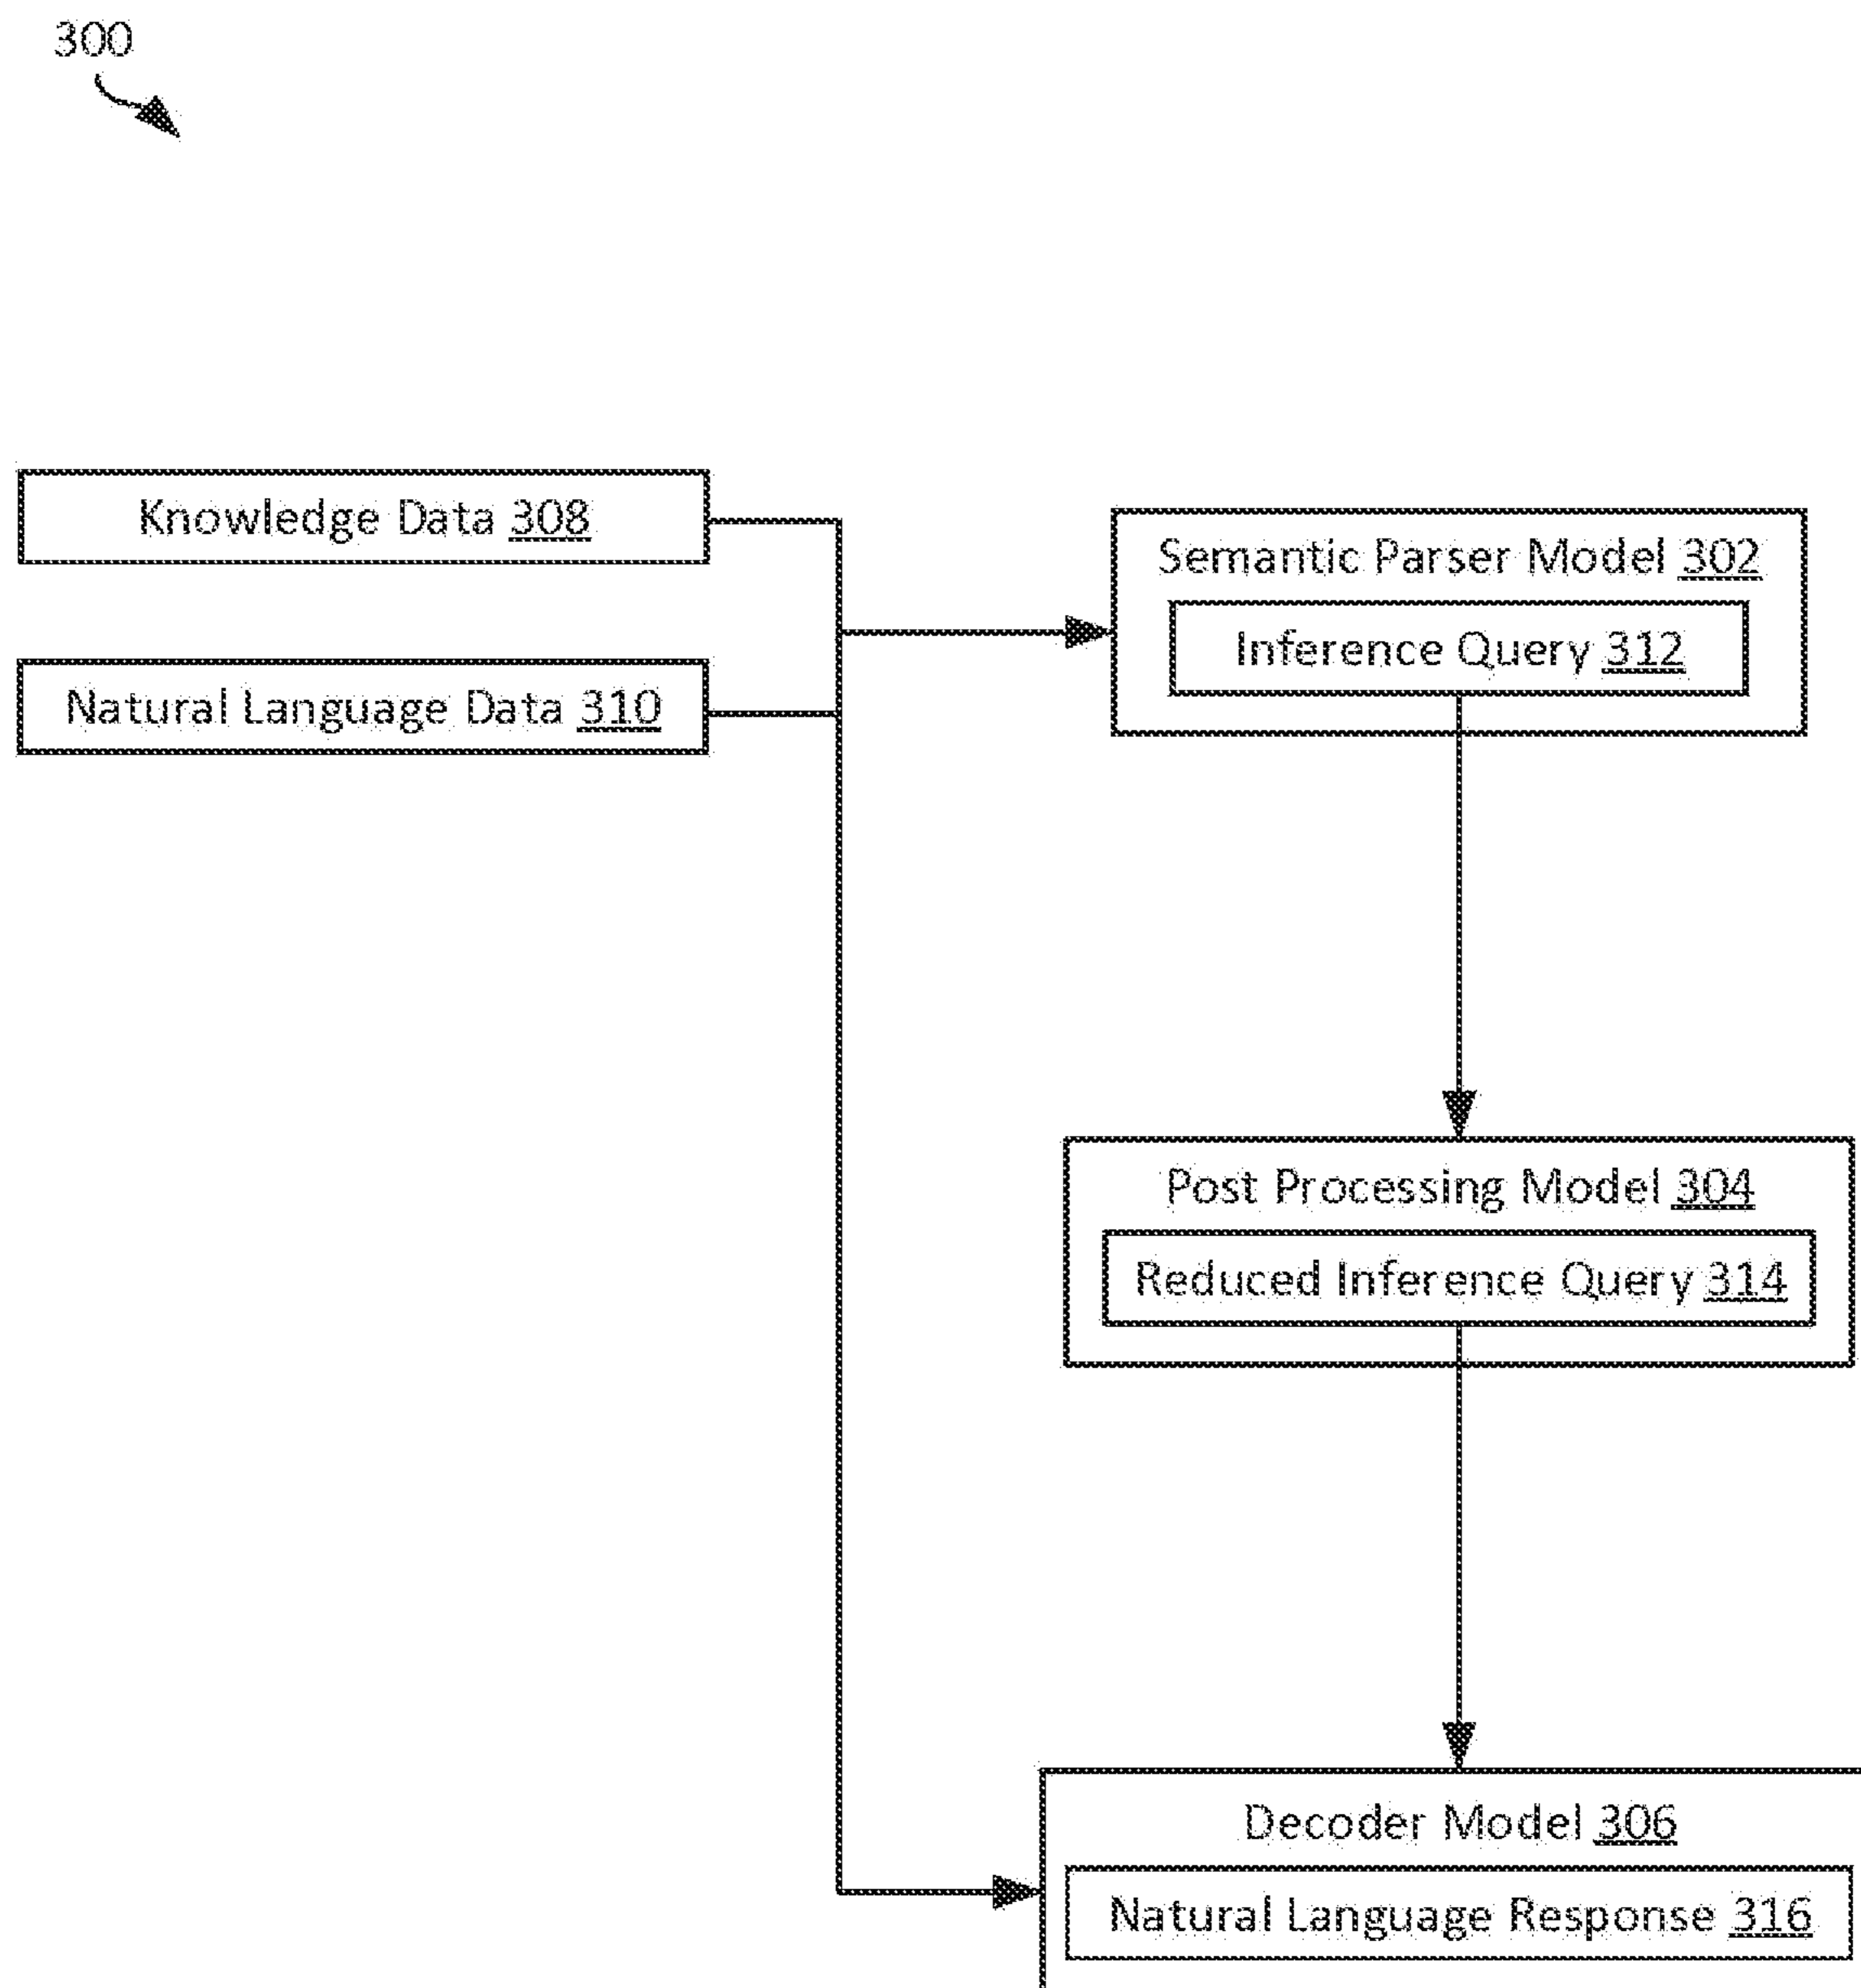 300
Knowledge Data 308
Natural Language Data 310
Semantic Parser Model 302
Inference Query 312
Post Processing Model 304
Reduced Inference Query 314
Decoder Model 306
Natural Language Response 316